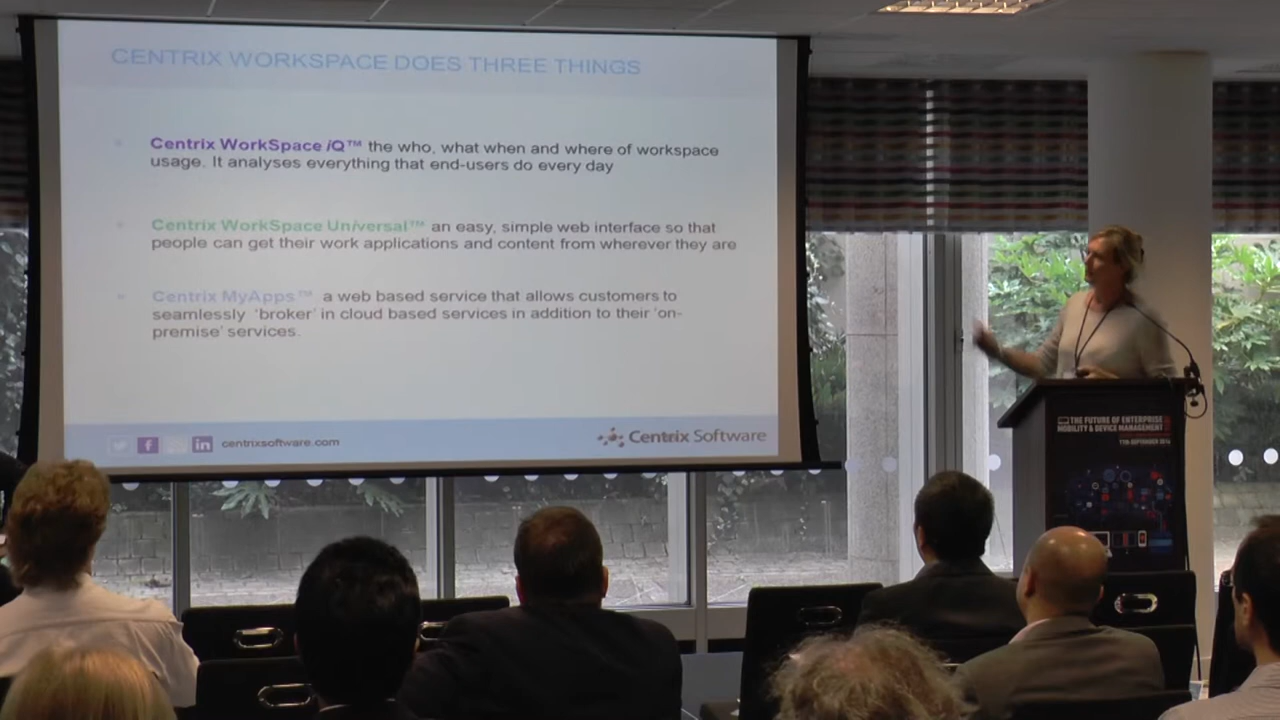 CENTRIX WORKSPACE DOES THREE THINGS
Centrix WorkSpace iQ™ the who, what when and where of workspace
usage. It analyses everything that end-users do every day
Centrix WorkSpace Universal™ an easy, simple web interface so that
people can get their work applications and content from wherever they are
Centrix MyApps™ a web based service that allows customers to
seamlessly 'broker' in cloud based services in addition to their 'on-
premise' services.
f in centrixsoftware.com
Centrix Software
THE FUTURE OF ENTERPRISE
MOBILITY & DEVICE MANAGEMENT